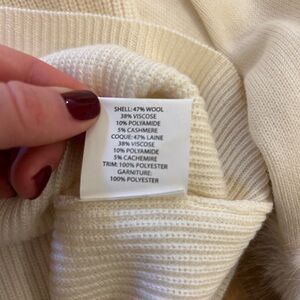 SHELL: 47% WOOL
38% VISCOSE
10% POLYAMIDE
5% CASHMERE
COQUE: 47% LAINE
38% VISCOSE
10% POLYAMIDE
5% CACHEMIRE
TRIM: 100% POLYESTER
GARNITURE:
100% POLYESTER